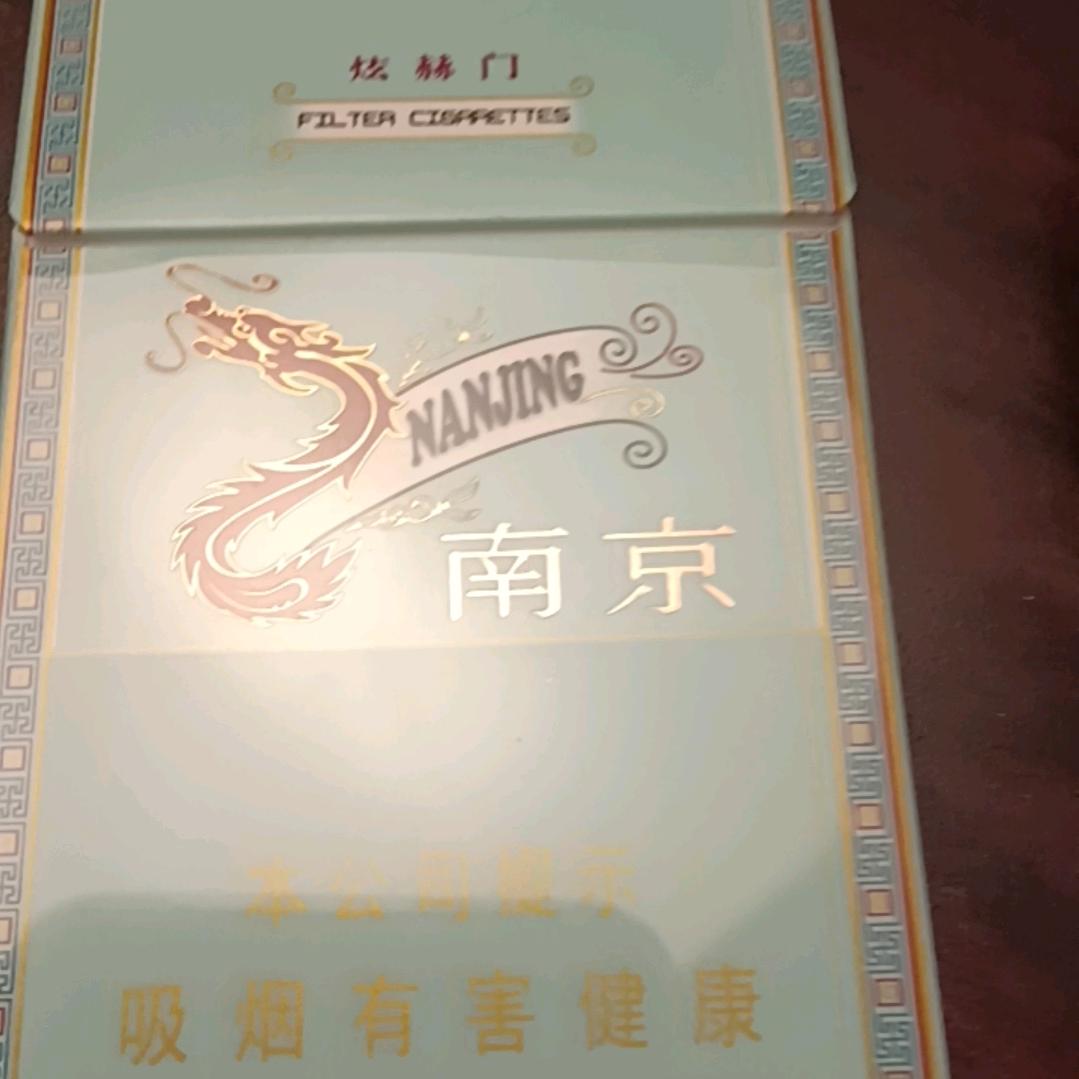 炫赫门
FILTER CIGARETTES
NANJING
南京
本公司提示
吸烟有害健康